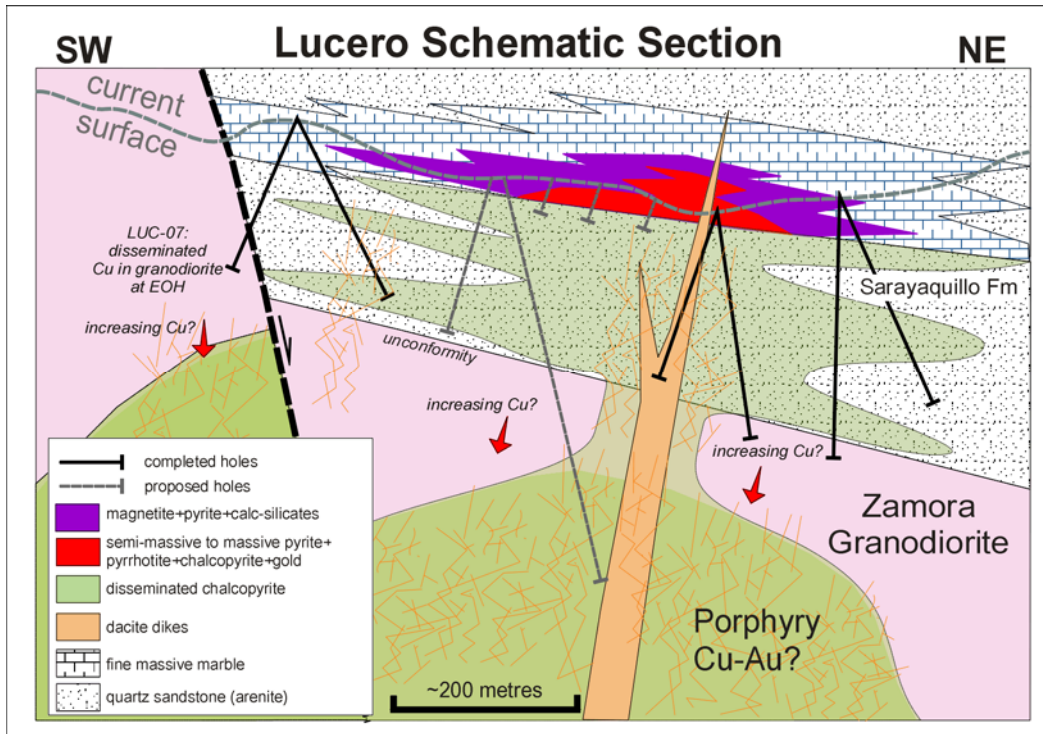 SW
Lucero Schematic Section
NE
current
surface
LUC-07:
disseminated
Cu in granodiorite
at EOH
increasing Cu?
unconformity
Sarayaquillo Fm
increasing Cu?
increasing Cu?
Zamora
Granodiorite
Porphyry
Cu-Au?
~200 metres
completed holes
proposed holes
magnetite+pyrite+calc-silicates
semi-massive to massive pyrite+
pyrrhotite+chalcopyrite+gold
disseminated chalcopyrite
dacite dikes
fine massive marble
quartz sandstone (arenite)